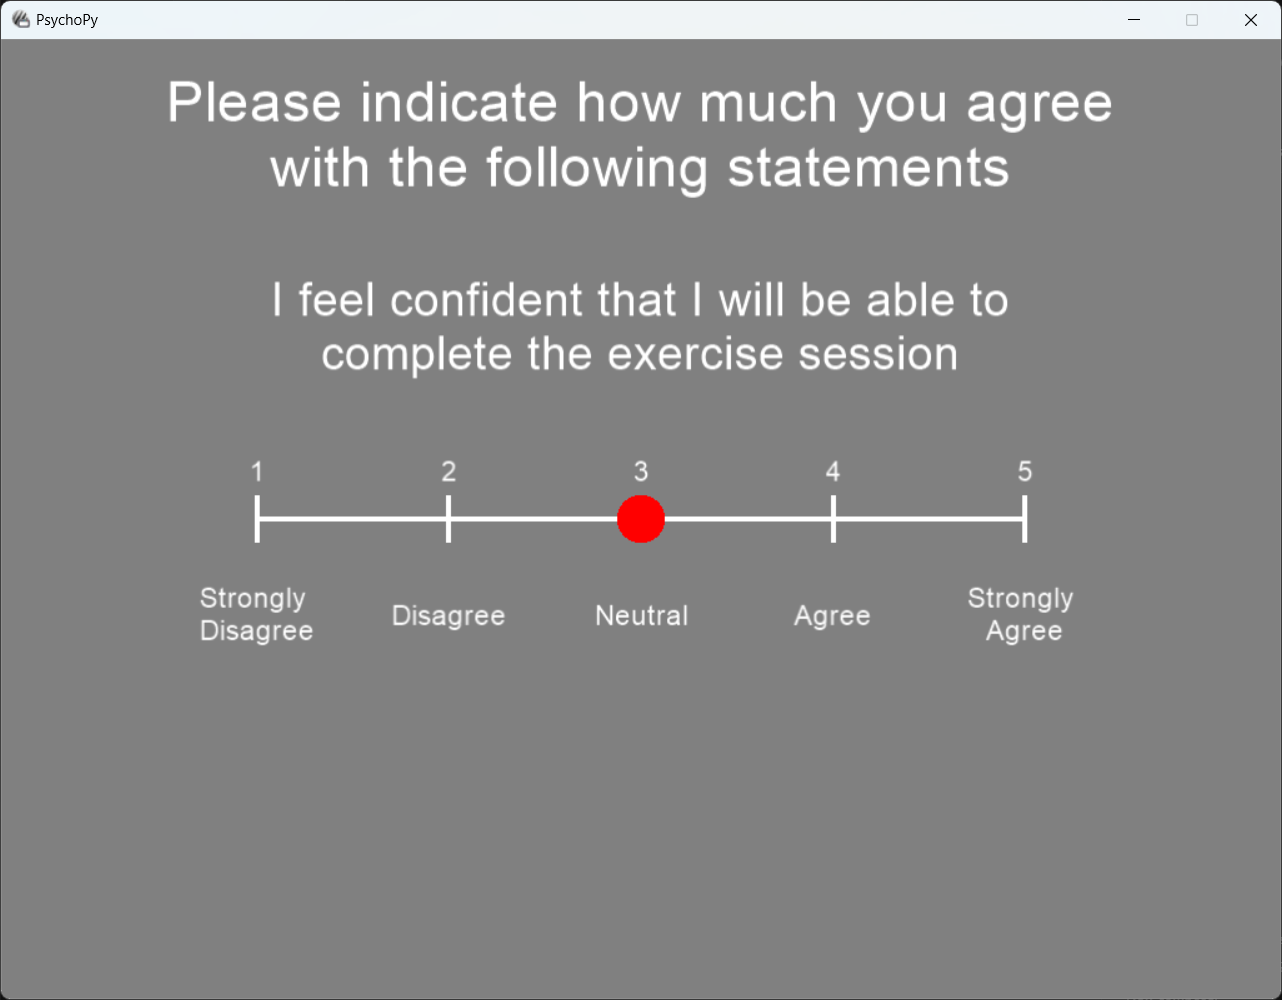 PsychoPy
Please indicate how much you agree
with the following statements
I feel confident that I will be able to
complete the exercise session
1 2 3 4 5
Strongly Disagree Disagree Neutral Agree Strongly Agree